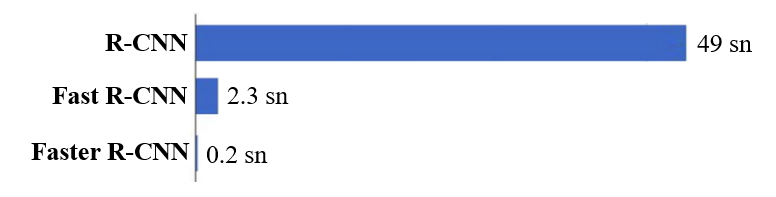 R-CNN 49 sn
Fast R-CNN 2.3 sn
Faster R-CNN 0.2 sn